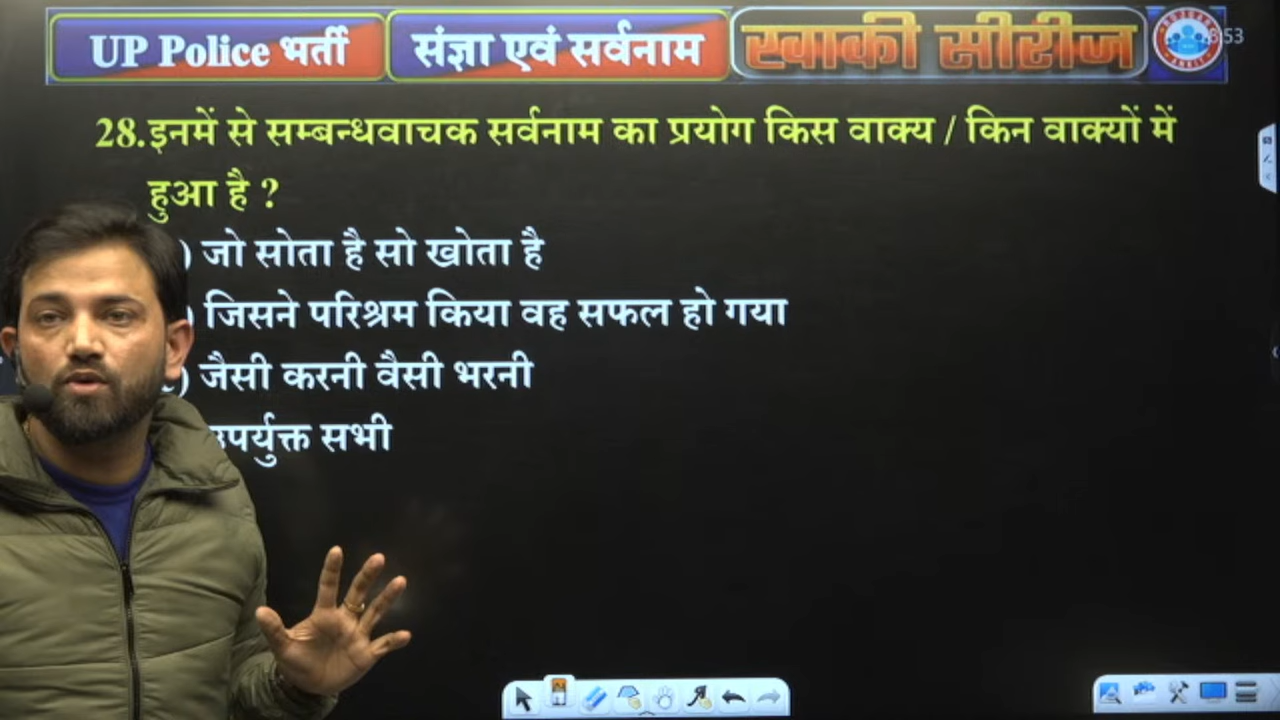 UP Police भर्ती
संज्ञा एवं सर्वनाम
खाकी सीरीज
28.इनमें से सम्बन्धवाचक सर्वनाम का प्रयोग किस वाक्य / किन वाक्यों में
हुआ है ?
) जो सोता है सो खोता है
) जिसने परिश्रम किया वह सफल हो गया
) जैसी करनी वैसी भरनी
उपर्युक्त सभी